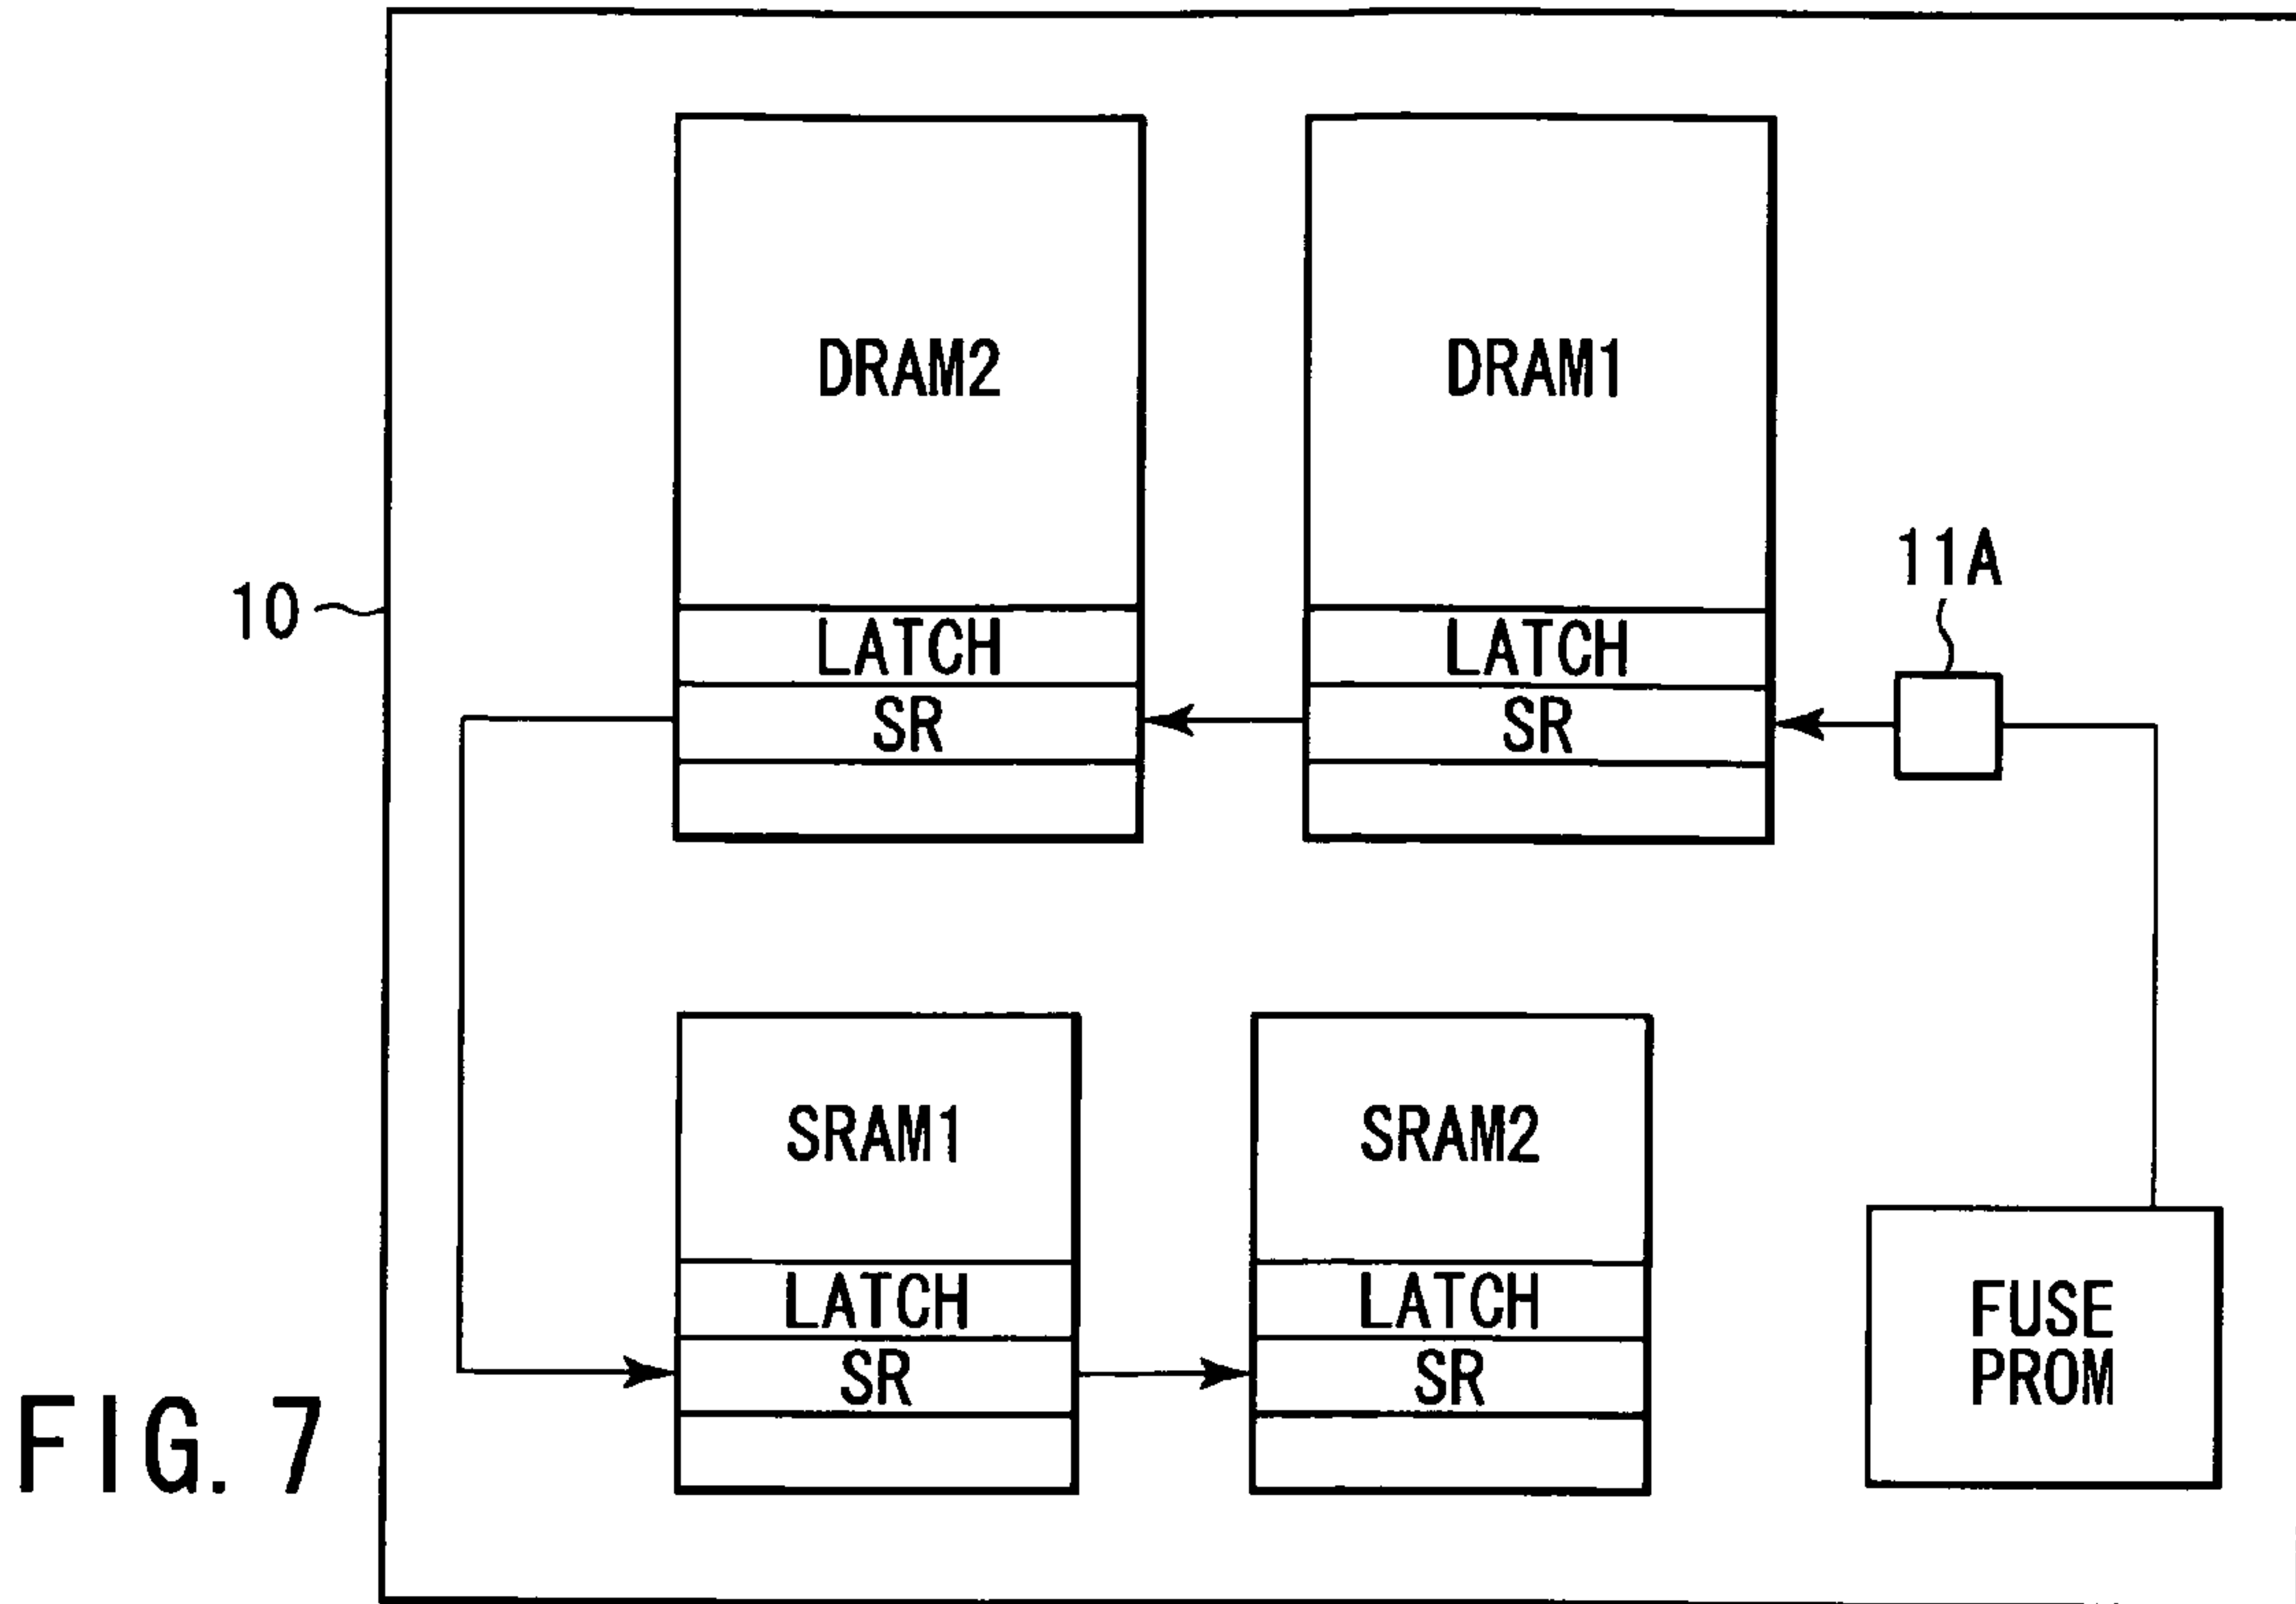 DRAM2
DRAM1
11A
10
LATCH
LATCH
SR
SR
SRAM1
SRAM2
LATCH
LATCH
FUSE
PROM
SR
SR
FIG. 7